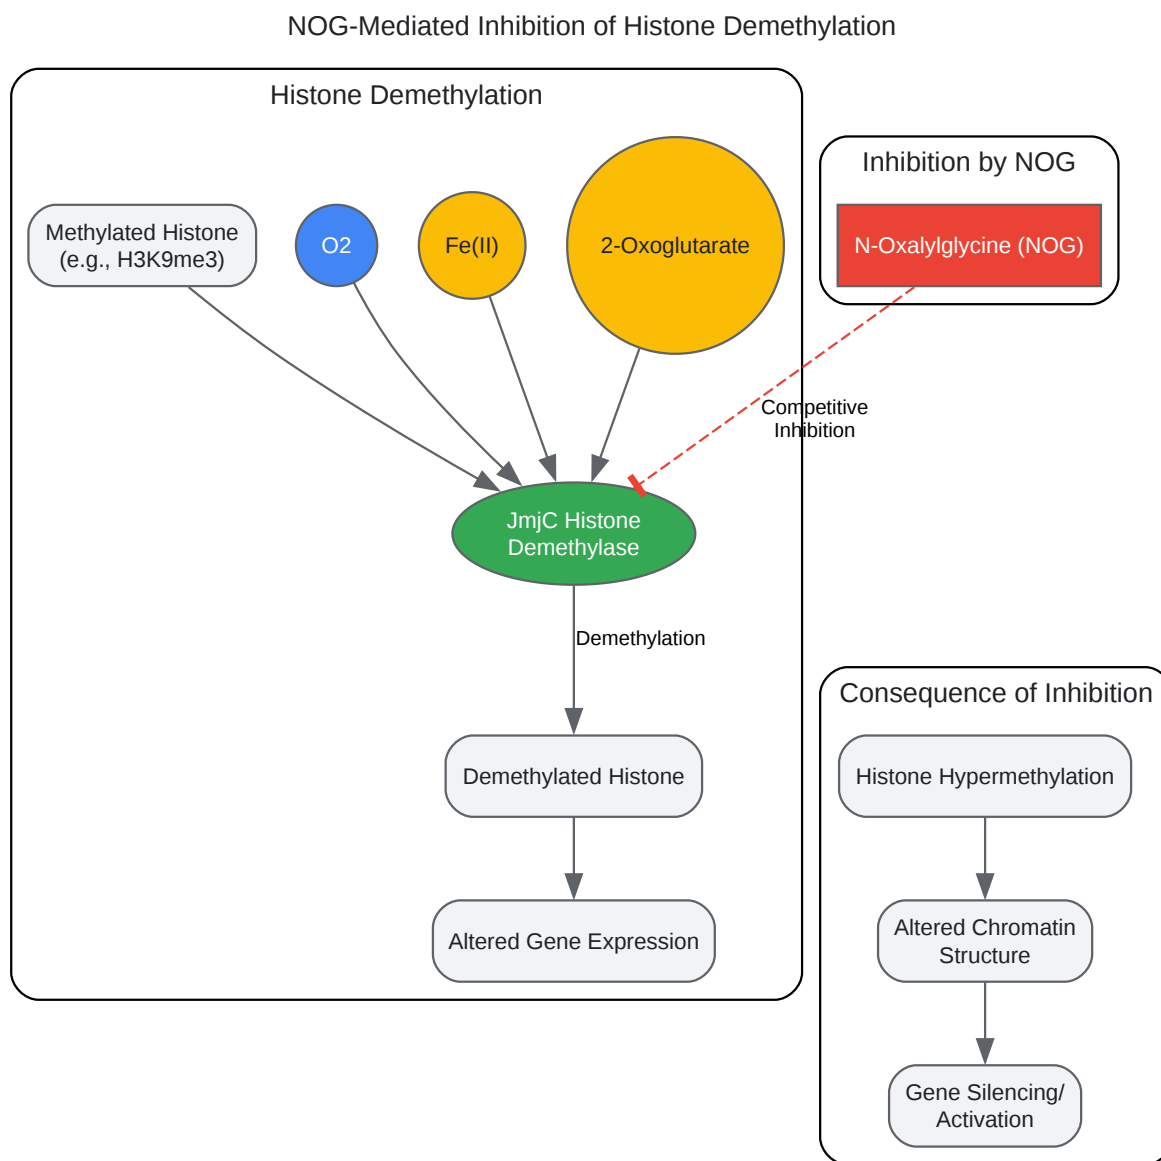 NOG-Mediated Inhibition of Histone Demethylation
Histone Demethylation
Inhibition by NOG
Methylated Histone
(e.g., H3K9me3)
O2
Fe(II)
2-Oxoglutarate
N-Oxalylglycine (NOG)
Competitive
Inhibition
JmjC Histone
Demethylase
Demethylation
Demethylated Histone
Altered Gene Expression
Consequence of Inhibition
Histone Hypermethylation
Altered Chromatin
Structure
Gene Silencing/
Activation